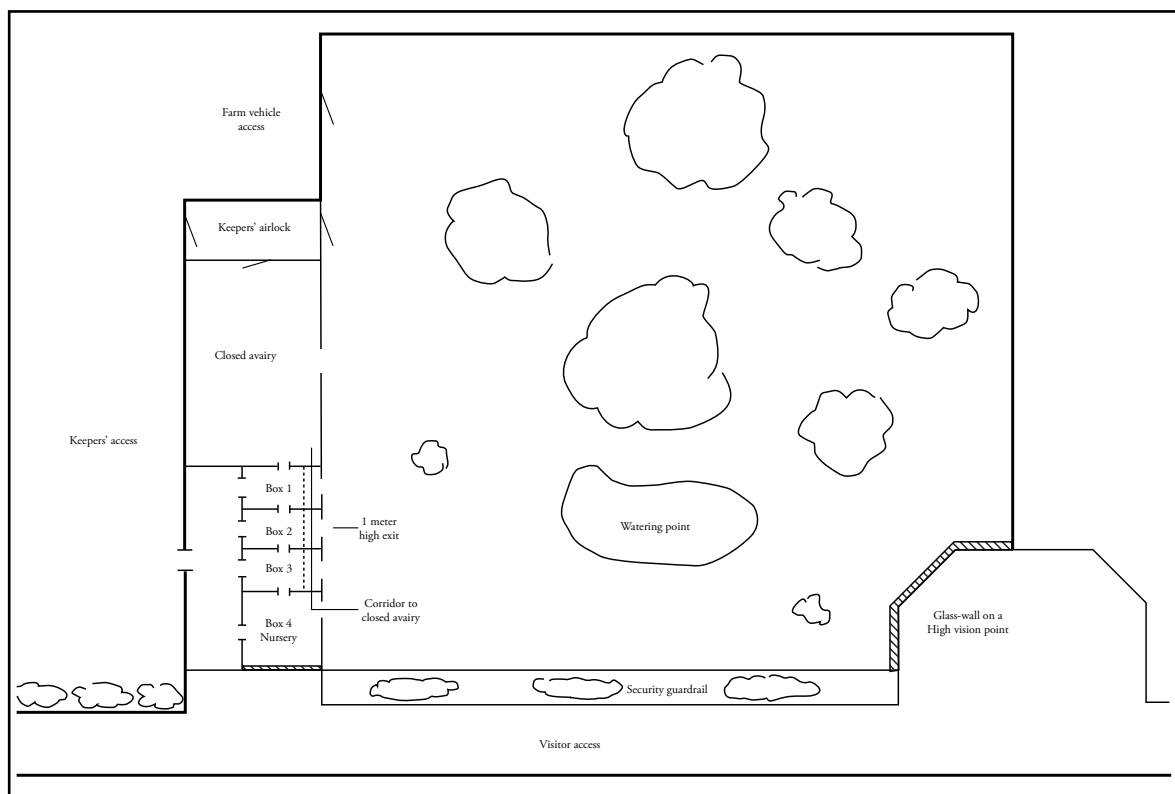 Farm vehicle
access
Keepers' airlock
Closed avairy
Keepers' access
Box 1
Box 2
Box 3
Box 4
Nursery
1 meter
high exit
Corridor to
closed avairy
Watering point
Glass-wall on a
High vision point
Security guardrail
Visitor access